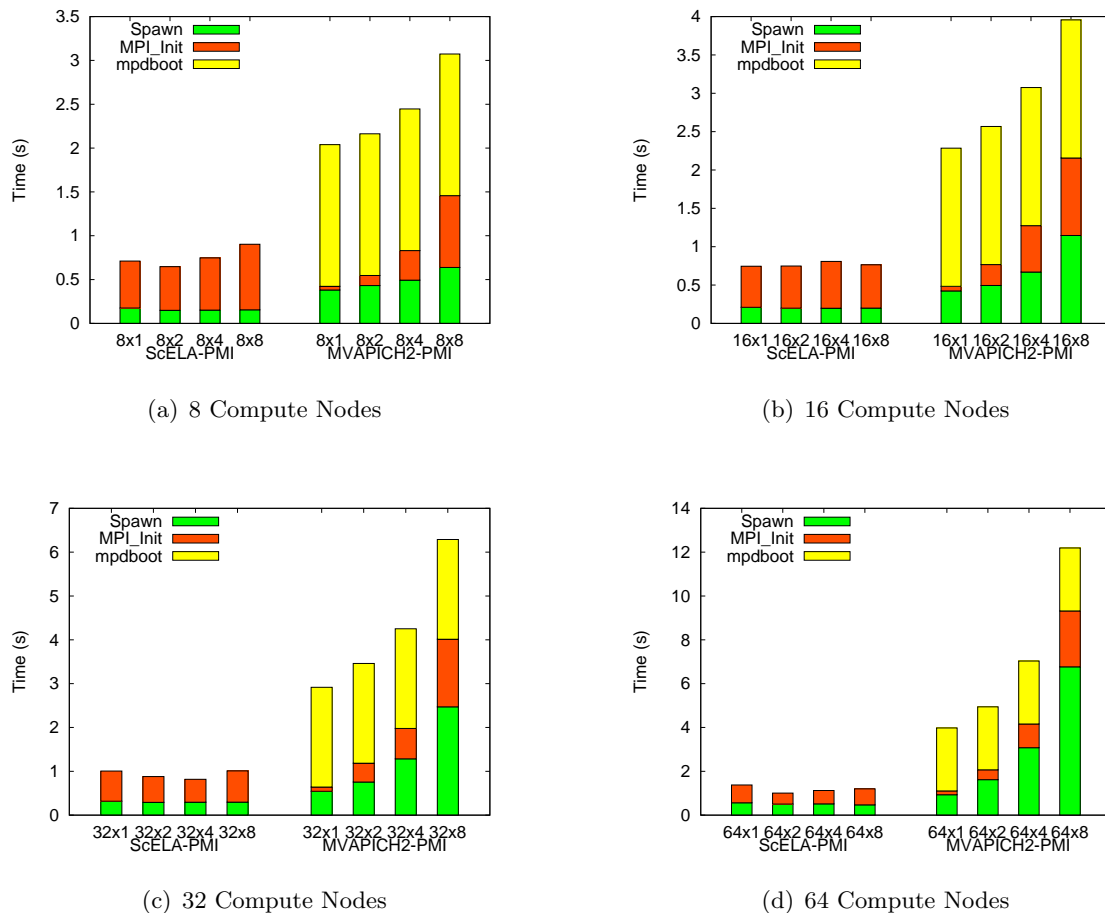 3.5
3
2.5
2
1.5
1
0.5
0
Time (s)
Spawn
MPI_Init
mpdboot
8x1 8x2 8x4 8x8 8x1 8x2 8x4 8x8
ScELA-PMI MVAPICH2-PMI
(a) 8 Compute Nodes
4
3.5
3
2.5
2
1.5
1
0.5
0
Time (s)
Spawn
MPI_Init
mpdboot
16x1 16x2 16x4 16x8 16x1 16x2 16x4 16x8
ScELA-PMI MVAPICH2-PMI
(b) 16 Compute Nodes
7
6
5
4
3
2
1
0
Time (s)
Spawn
MPI_Init
mpdboot
32x1 32x2 32x4 32x8 32x1 32x2 32x4 32x8
ScELA-PMI MVAPICH2-PMI
(c) 32 Compute Nodes
14
12
10
8
6
4
2
0
Time (s)
Spawn
MPI_Init
mpdboot
64x1 64x2 64x4 64x8 64x1 64x2 64x4 64x8
ScELA-PMI MVAPICH2-PMI
(d) 64 Compute Nodes